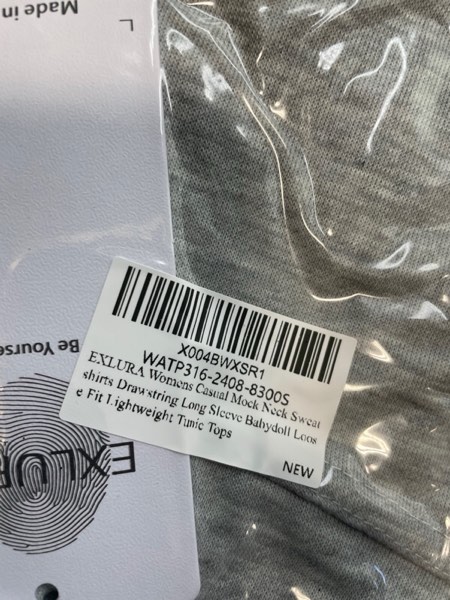 Made in
L
X004BWXSR1
WATP316-2408-8300S
EXLURA Womens Casual Mock Neck Sweat
shirts Drawstring Long Sleeve Babydoll Loos
e Fit Lightweight Tunic Tops
NEW
Be Yourse
EXLUR